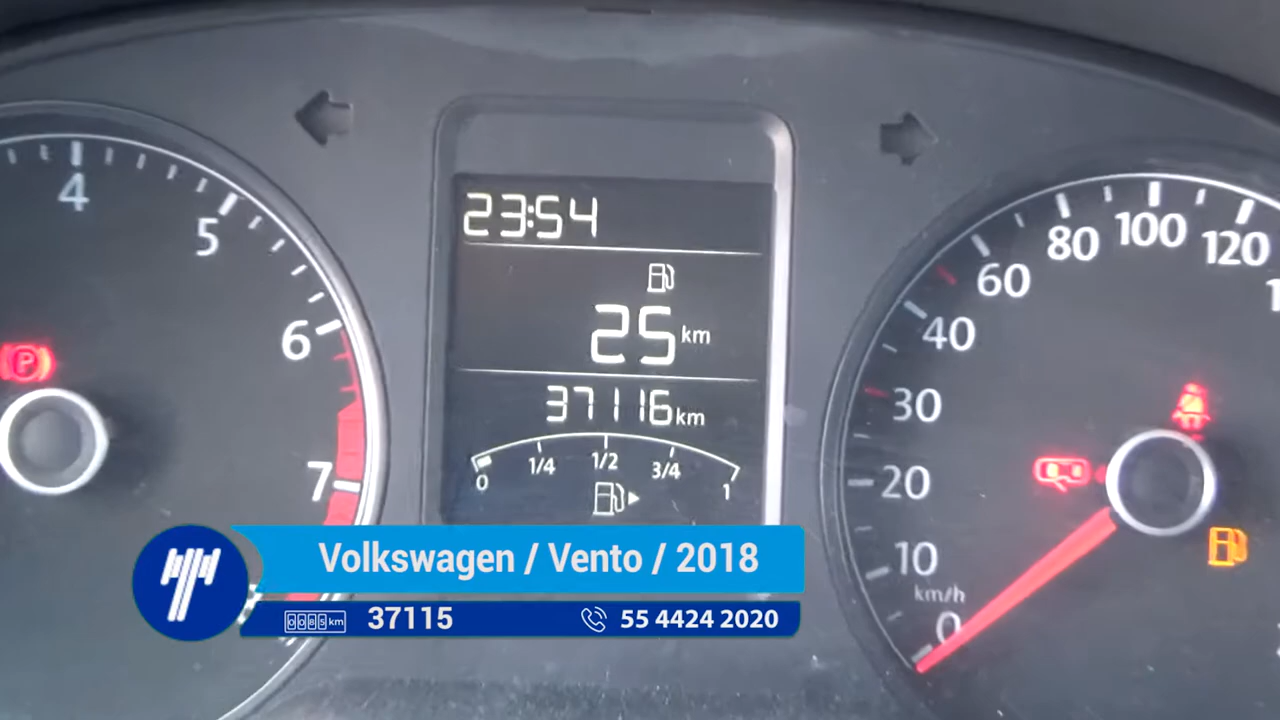 23:54
25 km
37116 km
0 1/4 1/2 3/4 1
4
5
6
7
P
0
10
20
30
40
60
80
100
120
km/h
Volkswagen / Vento / 2018
0085 km 37115 55 4424 2020